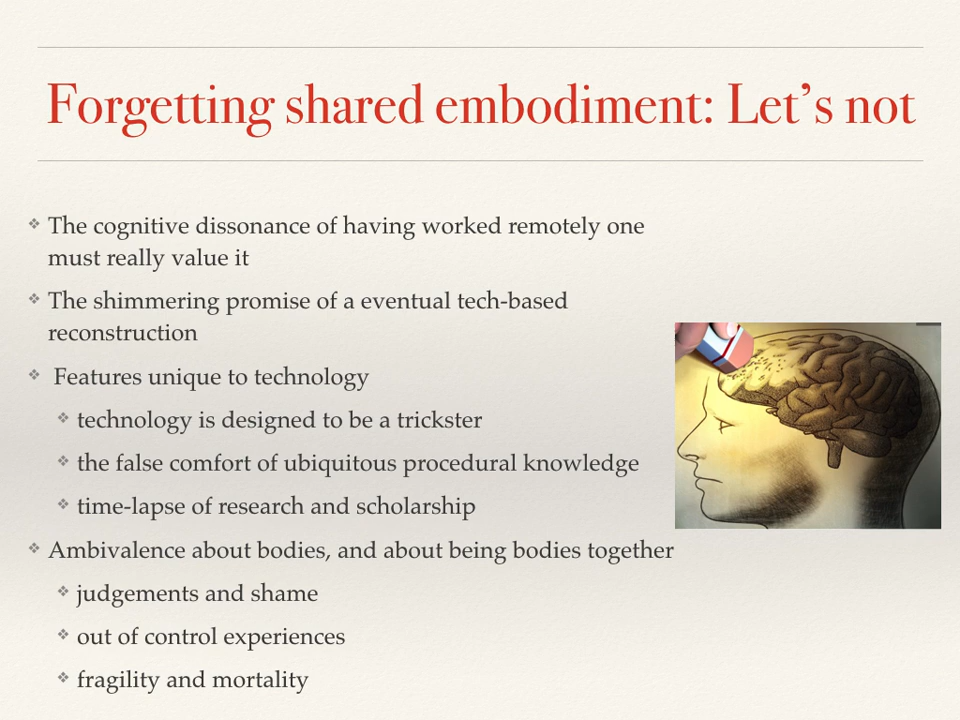 Forgetting shared embodiment: Let’s not
❖ The cognitive dissonance of having worked remotely one
must really value it
❖ The shimmering promise of a eventual tech-based
reconstruction
❖ Features unique to technology
❖ technology is designed to be a trickster
❖ the false comfort of ubiquitous procedural knowledge
❖ time-lapse of research and scholarship
❖ Ambivalence about bodies, and about being bodies together
❖ judgements and shame
❖ out of control experiences
❖ fragility and mortality